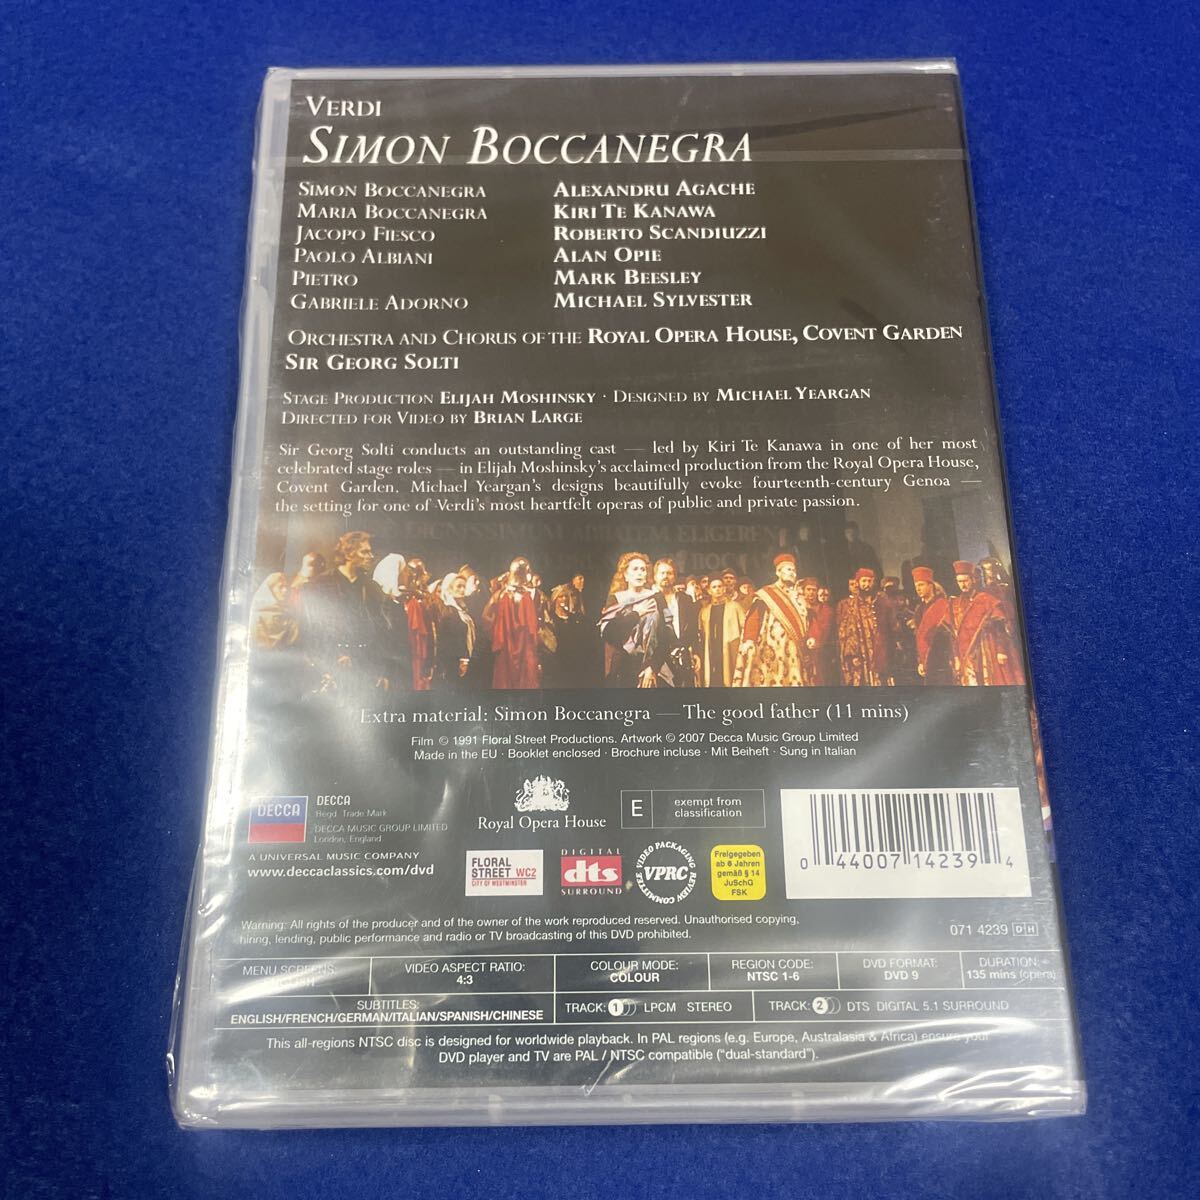 VERDI
SIMON BOCCANEGRA
SIMON BOCCANEGRA ALEXANDRU AGACHE
MARIA BOCCANEGRA KIRI TE KANAWA
JACOPO FIESCO ROBERTO SCANDIUZZI
PAOLO ALBIANI ALAN OPIE
PIETRO MARK BEESLEY
GABRIELE ADORNO MICHAEL SYLVESTER
ORCHESTRA AND CHORUS OF THE ROYAL OPERA HOUSE, COVENT GARDEN
SIR GEORG SOLTI
STAGE PRODUCTION ELIJAH MOSHINSKY · DESIGNED BY MICHAEL YEARGAN
DIRECTED FOR VIDEO BY BRIAN LARGE
Sir Georg Solti conducts an outstanding cast — led by Kiri Te Kanawa in one of her most
celebrated stage roles — in Elijah Moshinsky's acclaimed production from the Royal Opera House,
Covent Garden. Michael Yeargan's designs beautifully evoke fourteenth-century Genoa —
the setting for one of Verdi's most heartfelt operas of public and private passion.
DIGNISSIMUM ABBATEM ELIGEREN
Extra material: Simon Boccanegra — The good father (11 mins)
Film © 1991 Floral Street Productions. Artwork © 2007 Decca Music Group Limited
Made in the EU · Booklet enclosed · Brochure incluse · Mit Beiheft · Sung in Italian
DECCA
DECCA
Regd. Trade Mark
DECCA MUSIC GROUP LIMITED
London, England
A UNIVERSAL MUSIC COMPANY
www.deccaclassics.com/dvd
Royal Opera House
E exempt from
classification
FLORAL
STREET WC2
CITY OF WESTMINSTER
DIGITAL
dts
SURROUND
VIDEO PACKAGING REVIEW COMMITTEE
VPRC
Freigegeben
ab 6 Jahren
gemäß § 14
JuSchG
FSK
0 44007 14239 4
Warning: All rights of the producer and of the owner of the work reproduced reserved. Unauthorised copying,
hiring, lending, public performance and radio or TV broadcasting of this DVD prohibited.
071 4239 DH
MENU SCREENS:
ENGLISH
VIDEO ASPECT RATIO:
4:3
COLOUR MODE:
COLOUR
REGION CODE:
NTSC 1-6
DVD FORMAT:
DVD 9
DURATION:
135 mins (opera)
SUBTITLES:
ENGLISH/FRENCH/GERMAN/ITALIAN/SPANISH/CHINESE
TRACK: 1 LPCM STEREO
TRACK: 2 DTS DIGITAL 5.1 SURROUND
This all-regions NTSC disc is designed for worldwide playback. In PAL regions (e.g. Europe, Australasia & Africa) ensure your
DVD player and TV are PAL / NTSC compatible ("dual-standard").